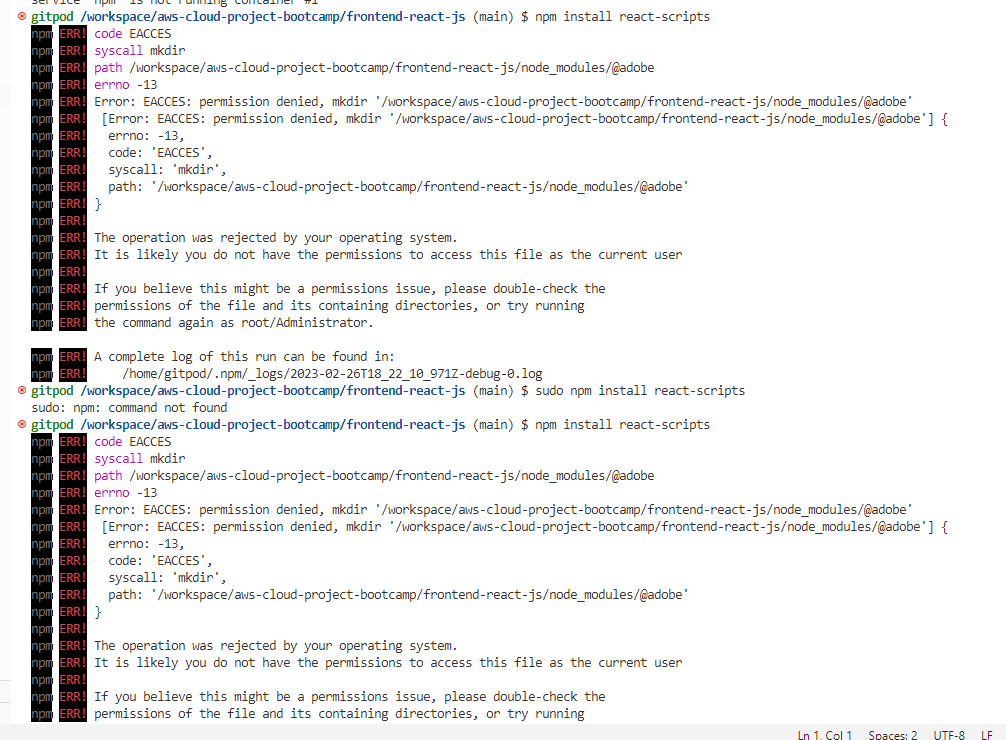 service "npm" is not running container #1
gitpod /workspace/aws-cloud-project-bootcamp/frontend-react-js (main) $ npm install react-scripts
npm ERR! code EACCES
npm ERR! syscall mkdir
npm ERR! path /workspace/aws-cloud-project-bootcamp/frontend-react-js/node_modules/@adobe
npm ERR! errno -13
npm ERR! Error: EACCES: permission denied, mkdir '/workspace/aws-cloud-project-bootcamp/frontend-react-js/node_modules/@adobe'
npm ERR!  [Error: EACCES: permission denied, mkdir '/workspace/aws-cloud-project-bootcamp/frontend-react-js/node_modules/@adobe'] {
npm ERR!   errno: -13,
npm ERR!   code: 'EACCES',
npm ERR!   syscall: 'mkdir',
npm ERR!   path: '/workspace/aws-cloud-project-bootcamp/frontend-react-js/node_modules/@adobe'
npm ERR! }
npm ERR!
npm ERR! The operation was rejected by your operating system.
npm ERR! It is likely you do not have the permissions to access this file as the current user
npm ERR!
npm ERR! If you believe this might be a permissions issue, please double-check the
npm ERR! permissions of the file and its containing directories, or try running
npm ERR! the command again as root/Administrator.
npm ERR! A complete log of this run can be found in:
npm ERR!     /home/gitpod/.npm/_logs/2023-02-26T18_22_10_971Z-debug-0.log
gitpod /workspace/aws-cloud-project-bootcamp/frontend-react-js (main) $ sudo npm install react-scripts
sudo: npm: command not found
gitpod /workspace/aws-cloud-project-bootcamp/frontend-react-js (main) $ npm install react-scripts
npm ERR! code EACCES
npm ERR! syscall mkdir
npm ERR! path /workspace/aws-cloud-project-bootcamp/frontend-react-js/node_modules/@adobe
npm ERR! errno -13
npm ERR! Error: EACCES: permission denied, mkdir '/workspace/aws-cloud-project-bootcamp/frontend-react-js/node_modules/@adobe'
npm ERR!  [Error: EACCES: permission denied, mkdir '/workspace/aws-cloud-project-bootcamp/frontend-react-js/node_modules/@adobe'] {
npm ERR!   errno: -13,
npm ERR!   code: 'EACCES',
npm ERR!   syscall: 'mkdir',
npm ERR!   path: '/workspace/aws-cloud-project-bootcamp/frontend-react-js/node_modules/@adobe'
npm ERR! }
npm ERR!
npm ERR! The operation was rejected by your operating system.
npm ERR! It is likely you do not have the permissions to access this file as the current user
npm ERR!
npm ERR! If you believe this might be a permissions issue, please double-check the
npm ERR! permissions of the file and its containing directories, or try running
Ln 1, Col 1 Spaces: 2 UTF-8 LF